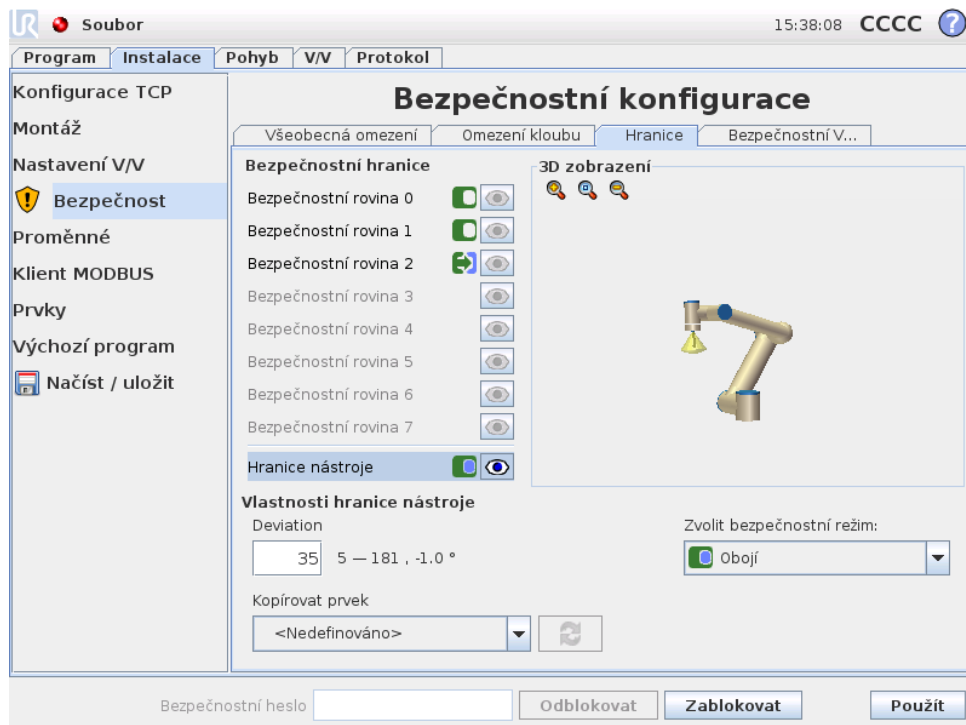 UR Soubor 15:38:08 CCCC ?
Program Instalace Pohyb V/V Protokol
Konfigurace TCP
Montáž
Nastavení V/V
Bezpečnost
Proměnné
Klient MODBUS
Prvky
Výchozí program
Načíst / uložit
Bezpečnostní konfigurace
Všeobecná omezení Omezení kloubu Hranice Bezpečnostní V...
Bezpečnostní hranice
Bezpečnostní rovina 0
Bezpečnostní rovina 1
Bezpečnostní rovina 2
Bezpečnostní rovina 3
Bezpečnostní rovina 4
Bezpečnostní rovina 5
Bezpečnostní rovina 6
Bezpečnostní rovina 7
Hranice nástroje
3D zobrazení
Vlastnosti hranice nástroje
Deviation
35 5 — 181 , -1.0 °
Zvolit bezpečnostní režim:
Obojí
Kopírovat prvek
<Nedefinováno>
Bezpečnostní heslo Odblokovat Zablokovat Použít